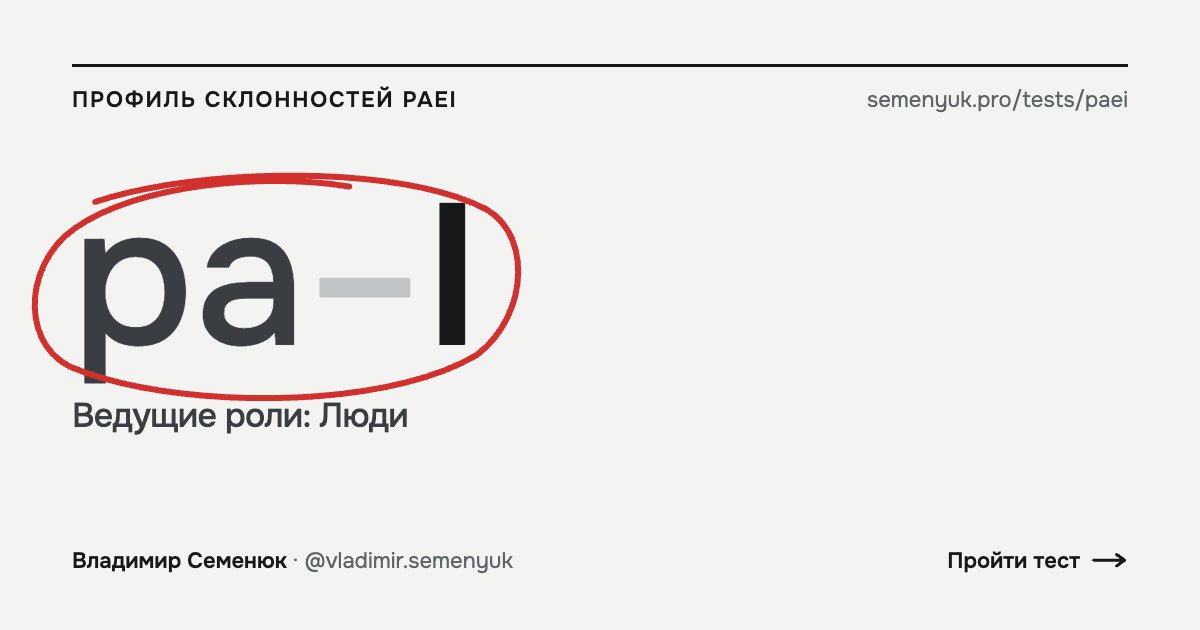 ПРОФИЛЬ СКЛОННОСТЕЙ PAEI
semenyuk.pro/tests/paei
pa–I
Ведущие роли: Люди
Владимир Семенюк · @vladimir.semenyuk
Пройти тест →